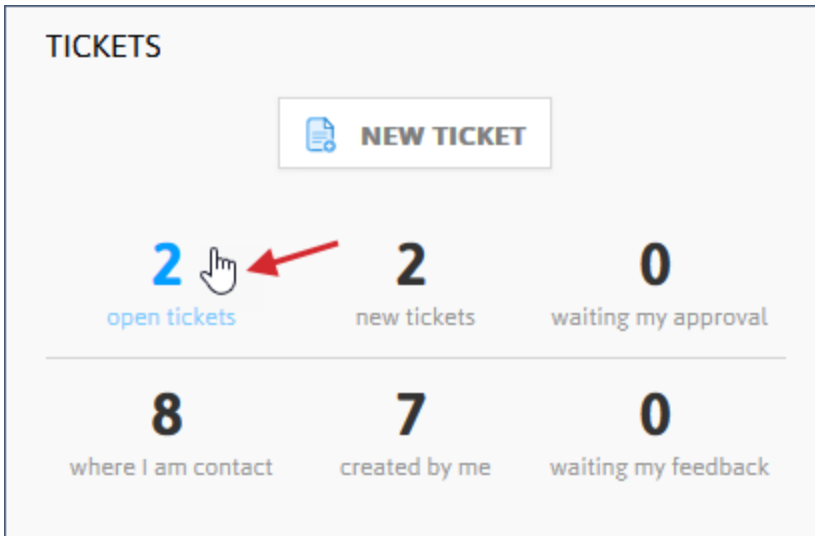 TICKETS
NEW TICKET
2 2 0
open tickets new tickets waiting my approval
8 7 0
where I am contact created by me waiting my feedback